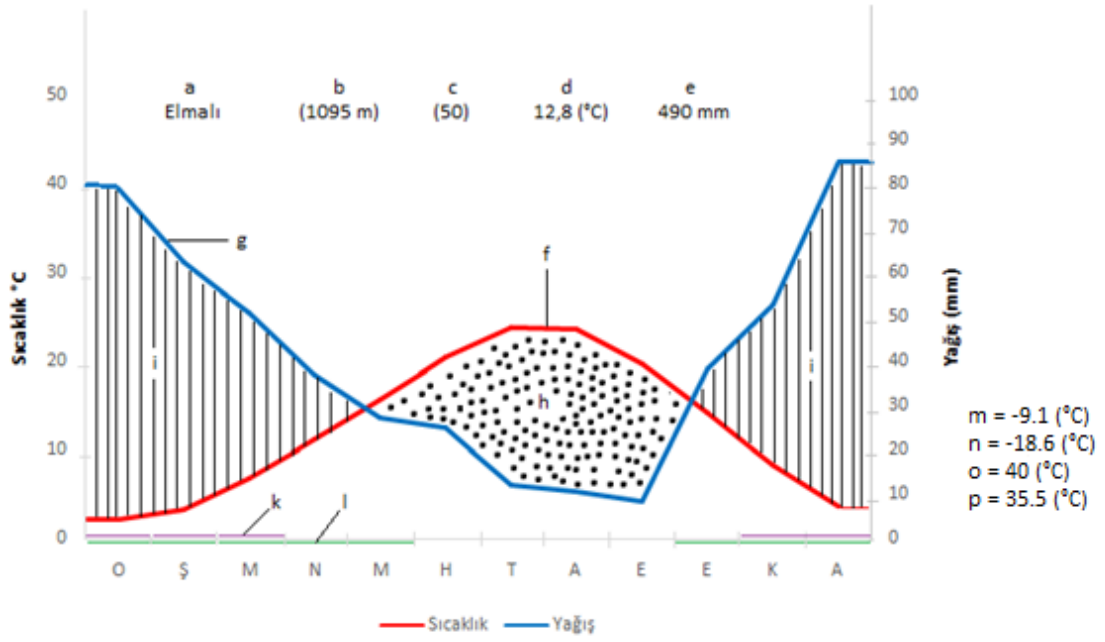 a b c d e
Elmalı (1095 m) (50) 12,8 (°C) 490 mm
50
40
30
20
10
0
Sıcaklık °C
100
90
80
70
60
50
40
30
20
10
0
Yağış (mm)
g
f
i
h
i
k
l
m = -9.1 (°C)
n = -18.6 (°C)
o = 40 (°C)
p = 35.5 (°C)
O Ş M N M H T A E E K A
Sıcaklık Yağış